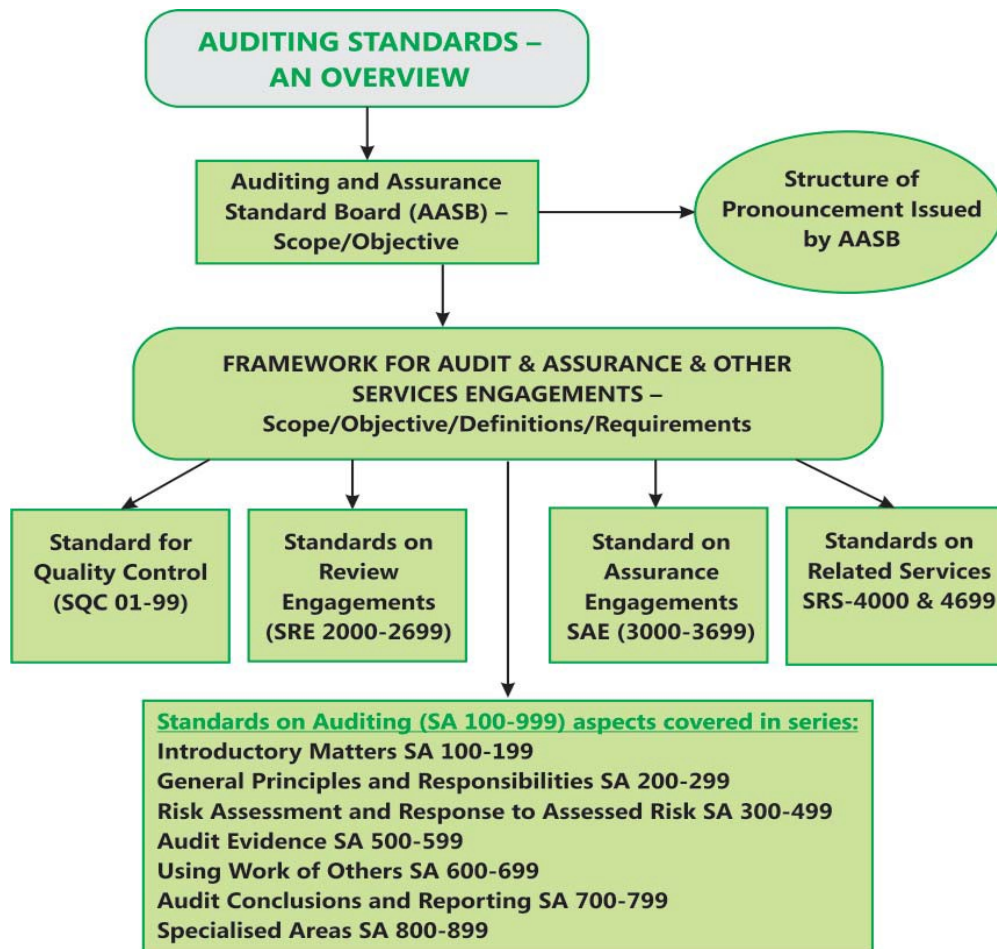 AUDITING STANDARDS –
AN OVERVIEW
Auditing and Assurance
Standard Board (AASB) –
Scope/Objective
Structure of
Pronouncement Issued
by AASB
FRAMEWORK FOR AUDIT & ASSURANCE & OTHER
SERVICES ENGAGEMENTS –
Scope/Objective/Definitions/Requirements
Standard for
Quality Control
(SQC 01-99)
Standards on
Review
Engagements
(SRE 2000-2699)
Standard on
Assurance
Engagements
SAE (3000-3699)
Standards on
Related Services
SRS-4000 & 4699
Standards on Auditing (SA 100-999) aspects covered in series:
Introductory Matters SA 100-199
General Principles and Responsibilities SA 200-299
Risk Assessment and Response to Assessed Risk SA 300-499
Audit Evidence SA 500-599
Using Work of Others SA 600-699
Audit Conclusions and Reporting SA 700-799
Specialised Areas SA 800-899